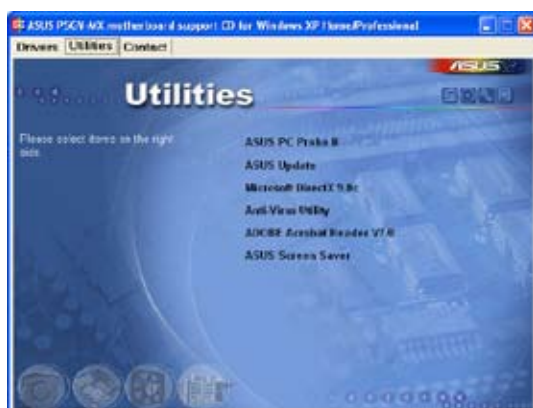 ASUS P5GV-MX motherboard support CD for Windows XP Home/Professional
Drivers Utilities Contact
ASUS
Utilities
Please select items on the right
side.
ASUS PC Probe II
ASUS Update
Microsoft DirectX 9.0c
Anti-Virus Utility
ADOBE Acrobat Reader V7.0
ASUS Screen Saver